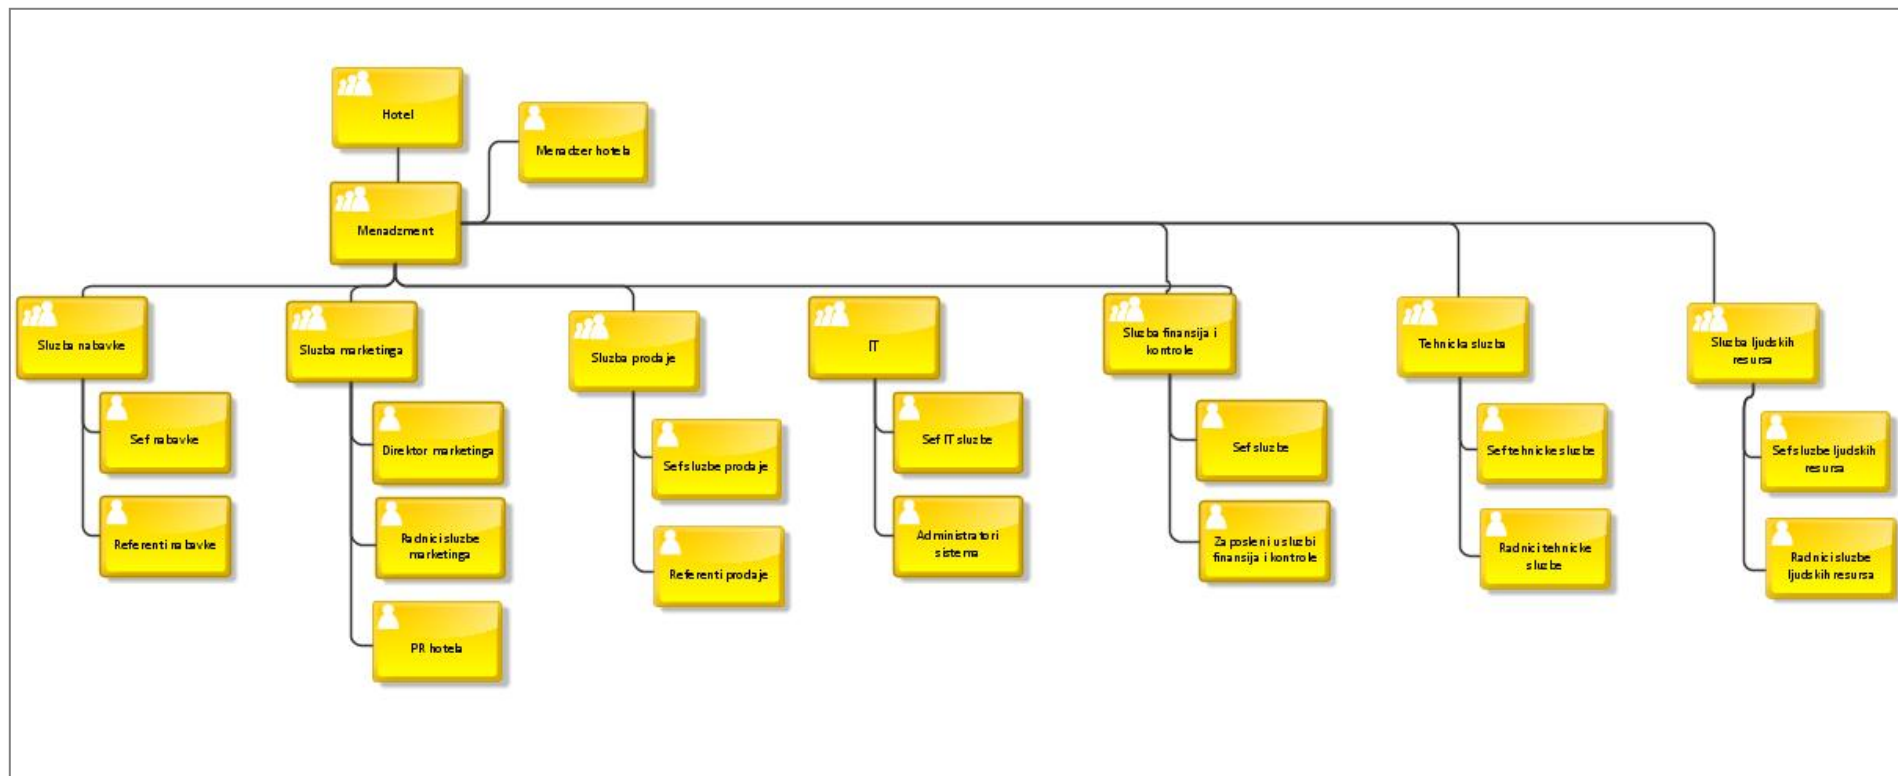 Hotel
Menadzer hotela
Menadzment
Sluzba nabavke
Sluzba marketinga
Sluzba prodaje
IT
Sluzba finansija i
kontrole
Tehnicka sluzba
Sluzba ljudskih
resursa
Sef nabavke
Direktor marketinga
Sef sluzbe prodaje
Sef IT sluzbe
Sef sluzbe
Sef tehnicke sluzbe
Sef sluzbe ljudskih
resursa
Referenti nabavke
Radnici sluzbe
marketinga
Referenti prodaje
Administratori
sistema
Zaposleni u sluzbi
finansija i kontrole
Radnici tehnicke
sluzbe
Radnici sluzbe
ljudskih resursa
PR hotela